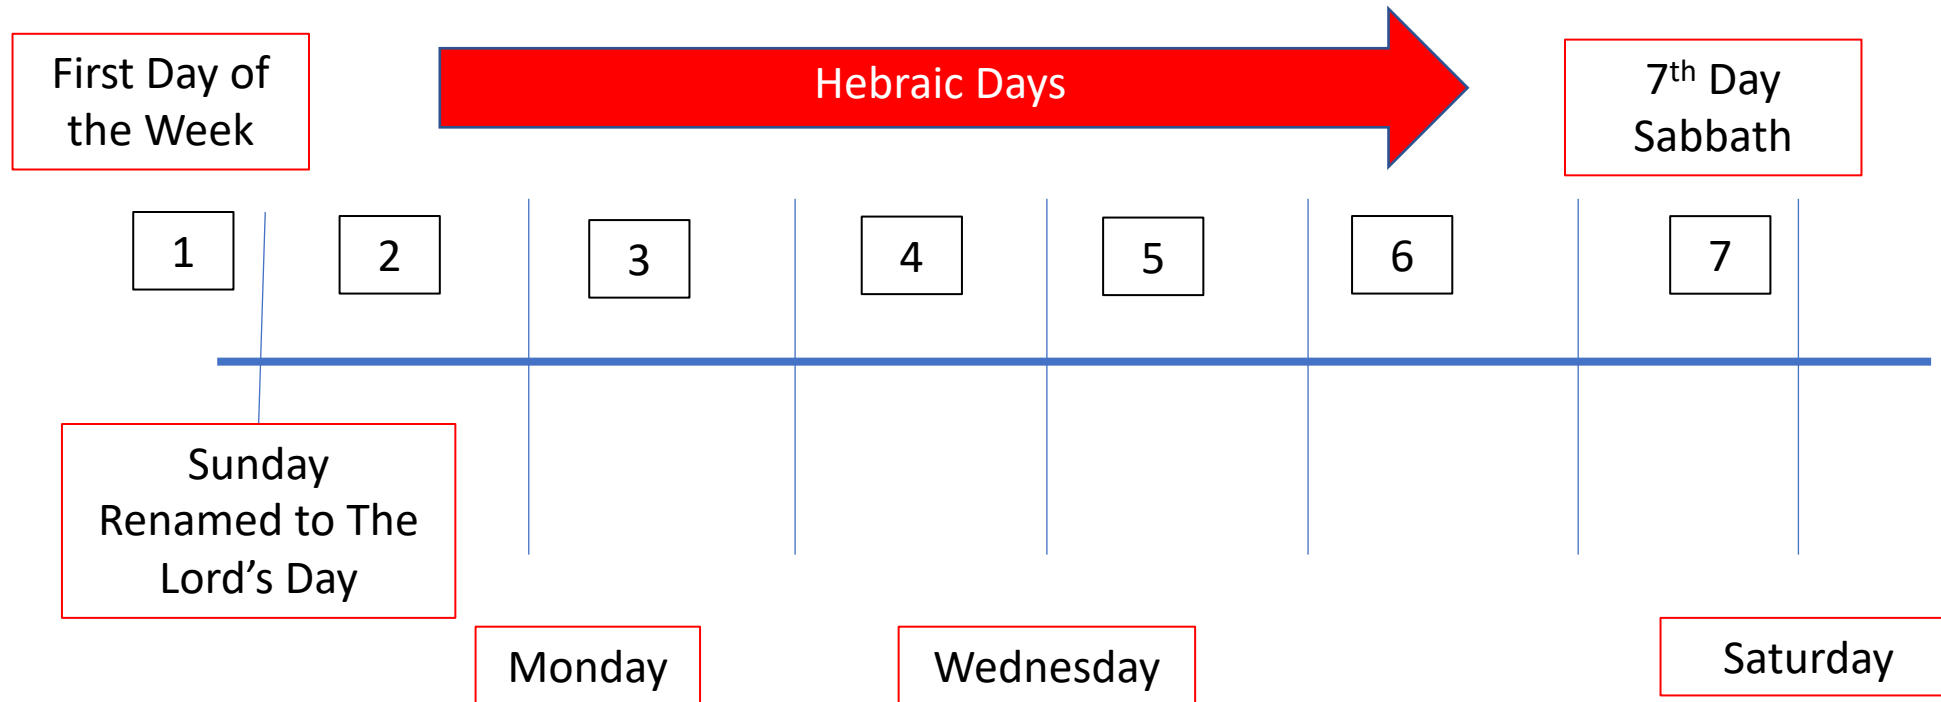 First Day of
the Week
Hebraic Days
7th Day
Sabbath
1
2
3
4
5
6
7
Sunday
Renamed to The
Lord’s Day
Monday
Wednesday
Saturday